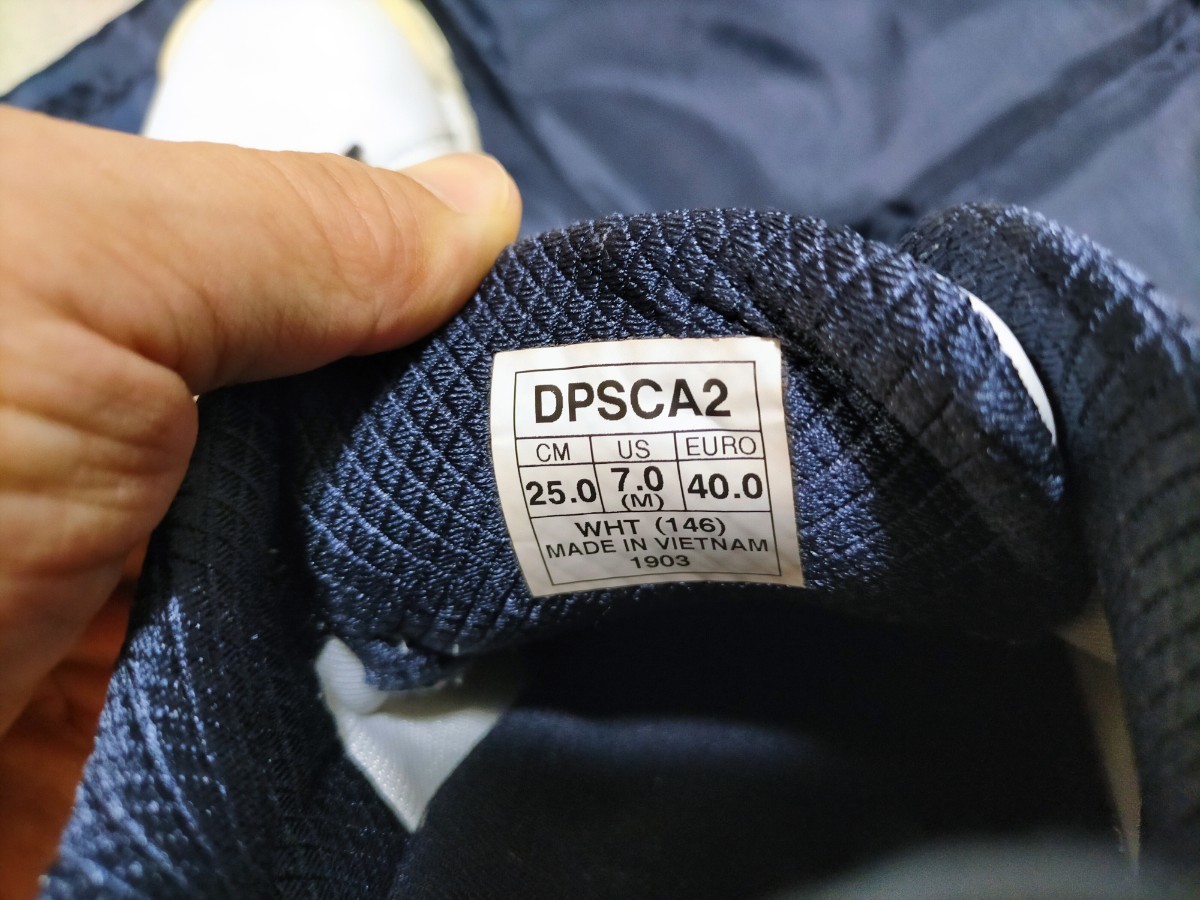 DPSCA2
CM US EURO
25.0 7.0 (M) 40.0
WHT (146)
MADE IN VIETNAM
1903